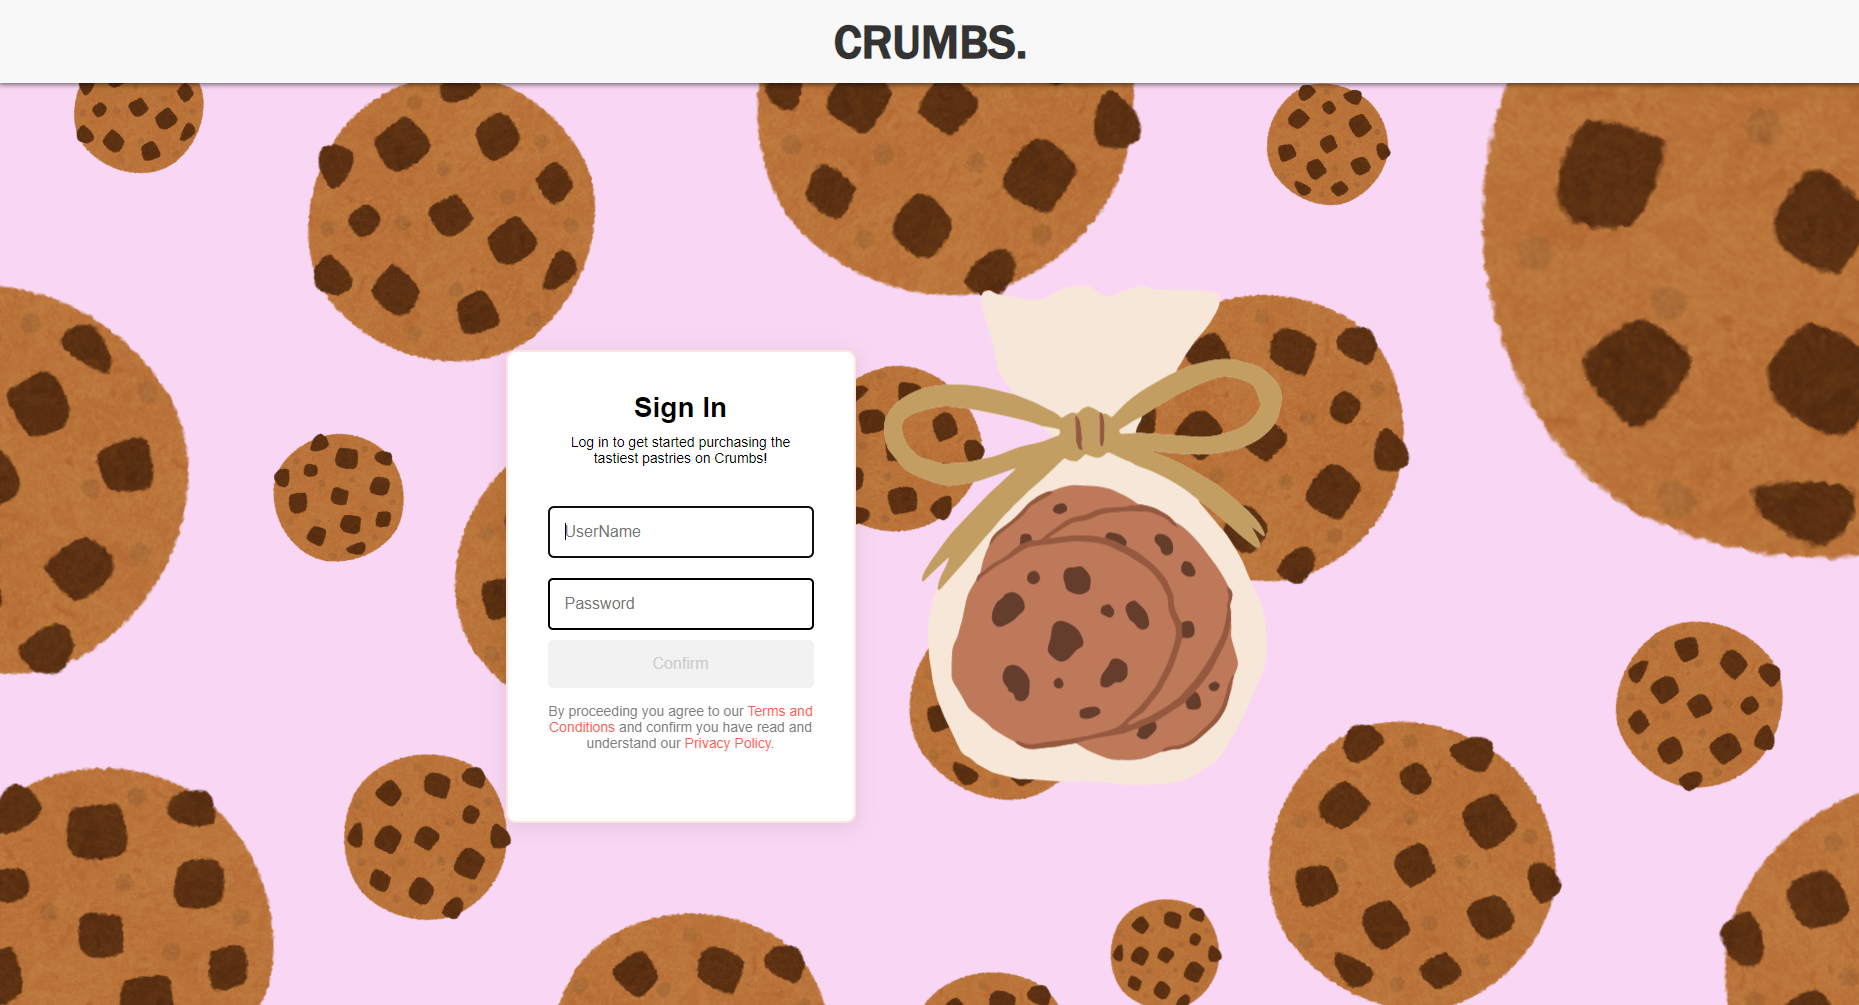 CRUMBS.
Sign In
Log in to get started purchasing the
tastiest pastries on Crumbs!
UserName
Password
Confirm
By proceeding you agree to our Terms and
Conditions and confirm you have read and
understand our Privacy Policy.